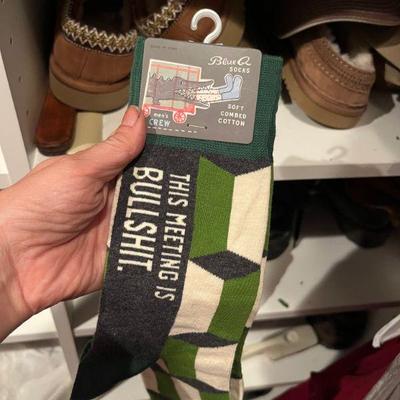 Blue Q
SOCKS
SOFT
COMBED
COTTON
men's
CREW
THIS MEETING IS
BULLSHIT.